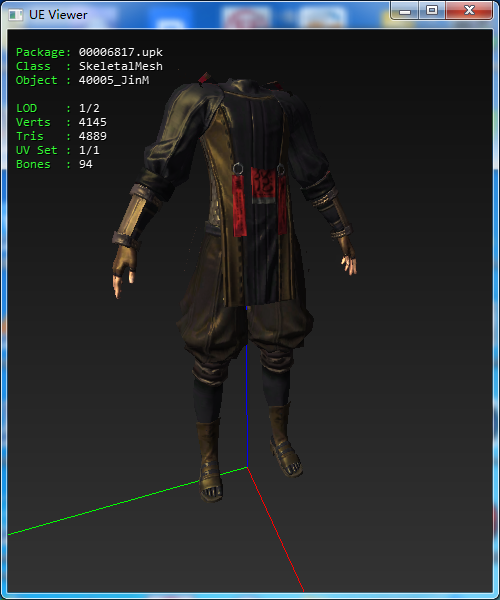 UE Viewer
Package: 00006817.upk
Class : SkeletalMesh
Object : 40005_JinM
LOD : 1/2
Verts : 4145
Tris : 4889
UV Set : 1/1
Bones : 94